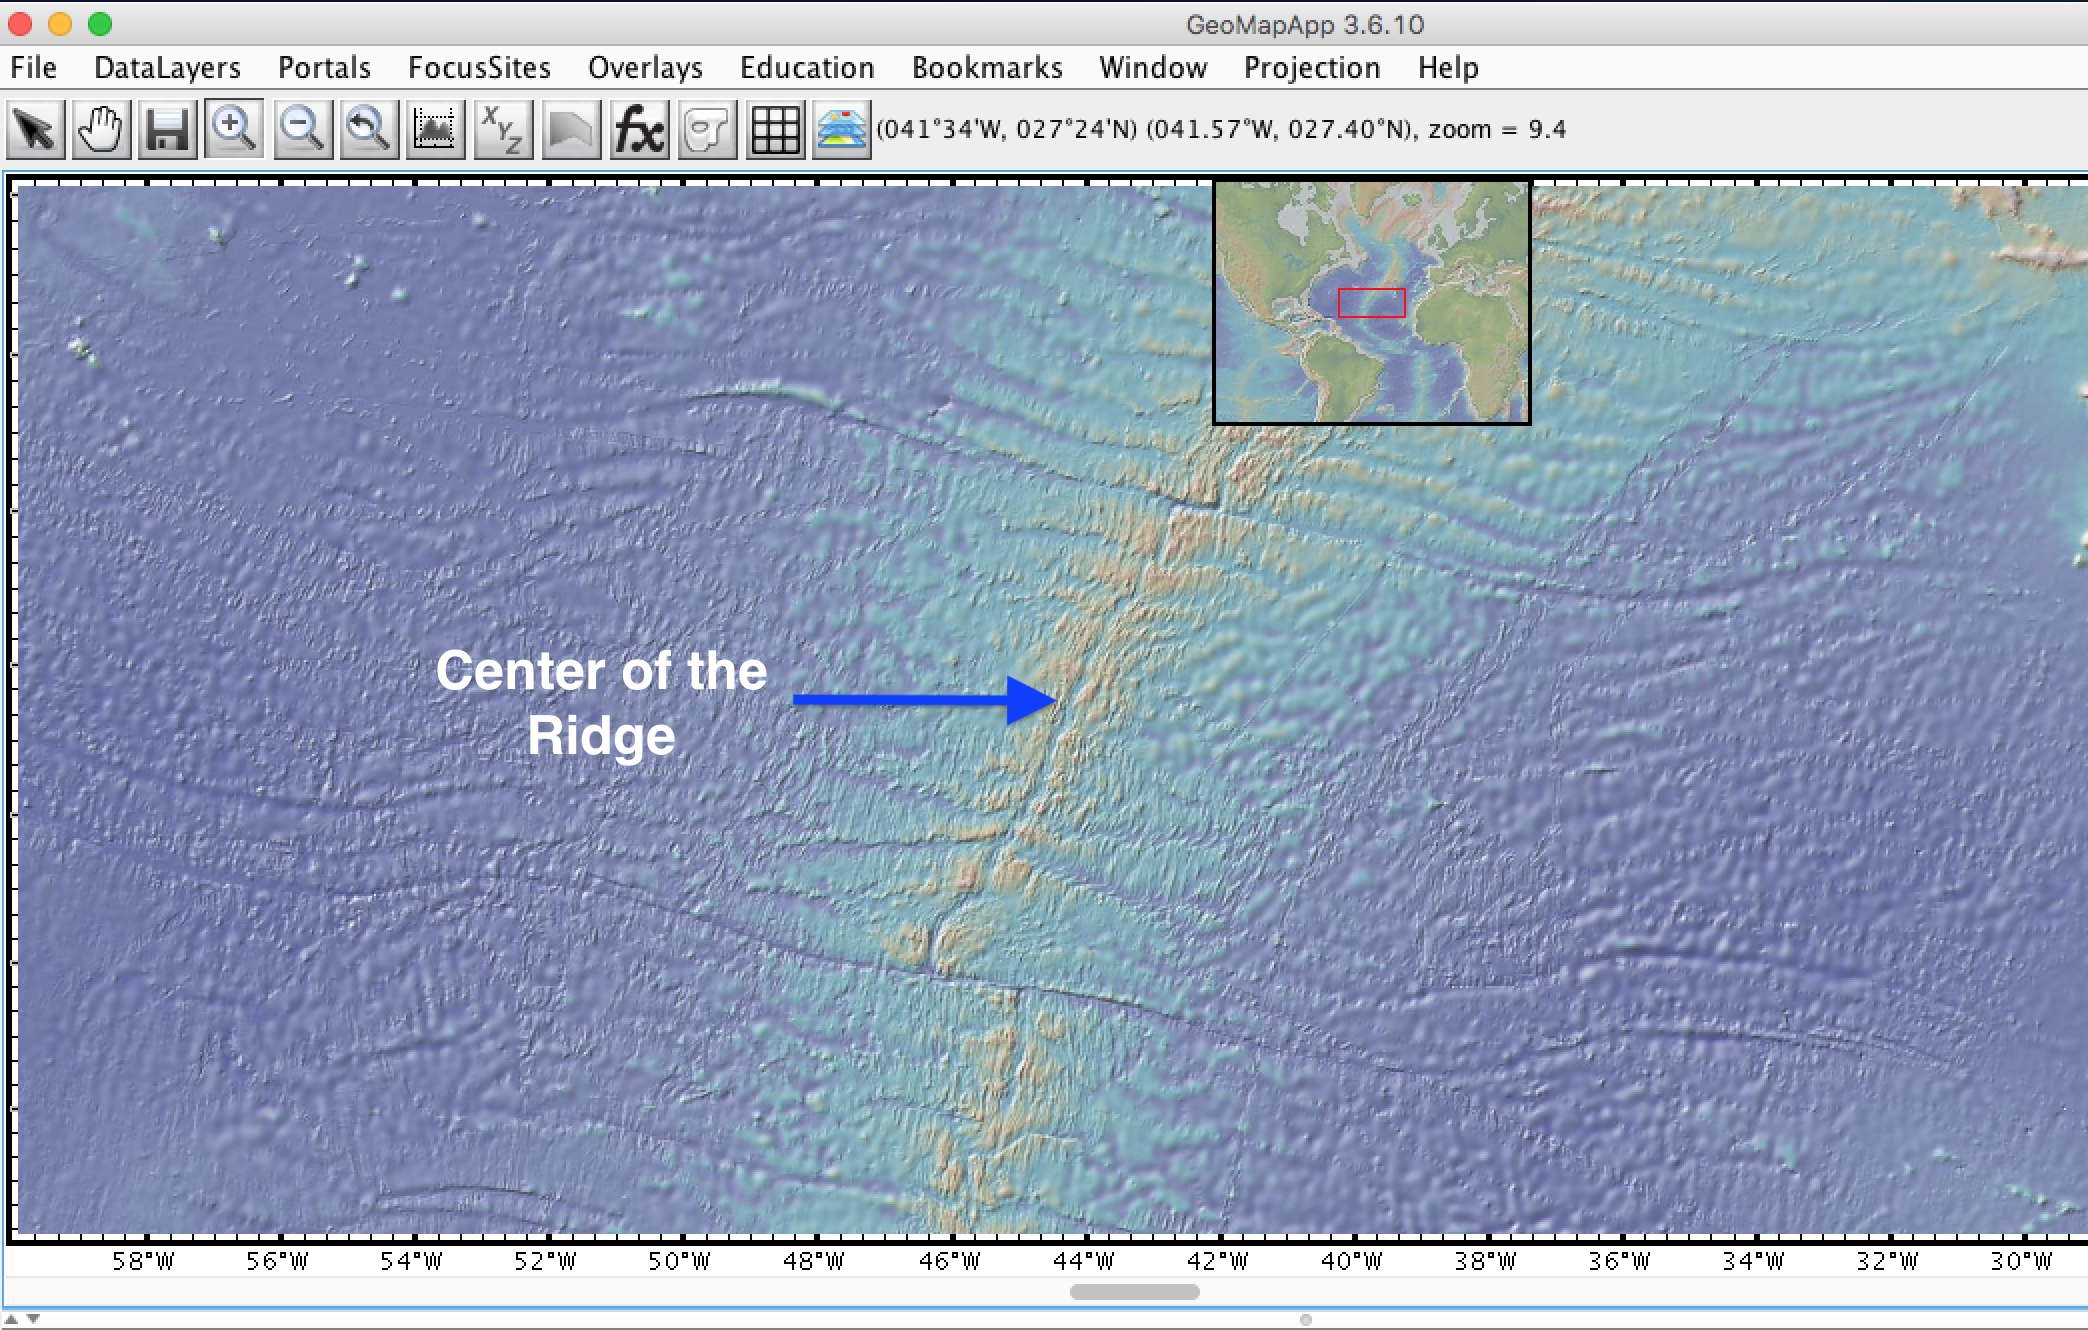 GeoMapApp 3.6.10
File DataLayers Portals FocusSites Overlays Education Bookmarks Window Projection Help
X Y Z fx (041°34'W, 027°24'N) (041.57°W, 027.40°N), zoom = 9.4
Center of the
Ridge
58°W 56°W 54°W 52°W 50°W 48°W 46°W 44°W 42°W 40°W 38°W 36°W 34°W 32°W 30°W